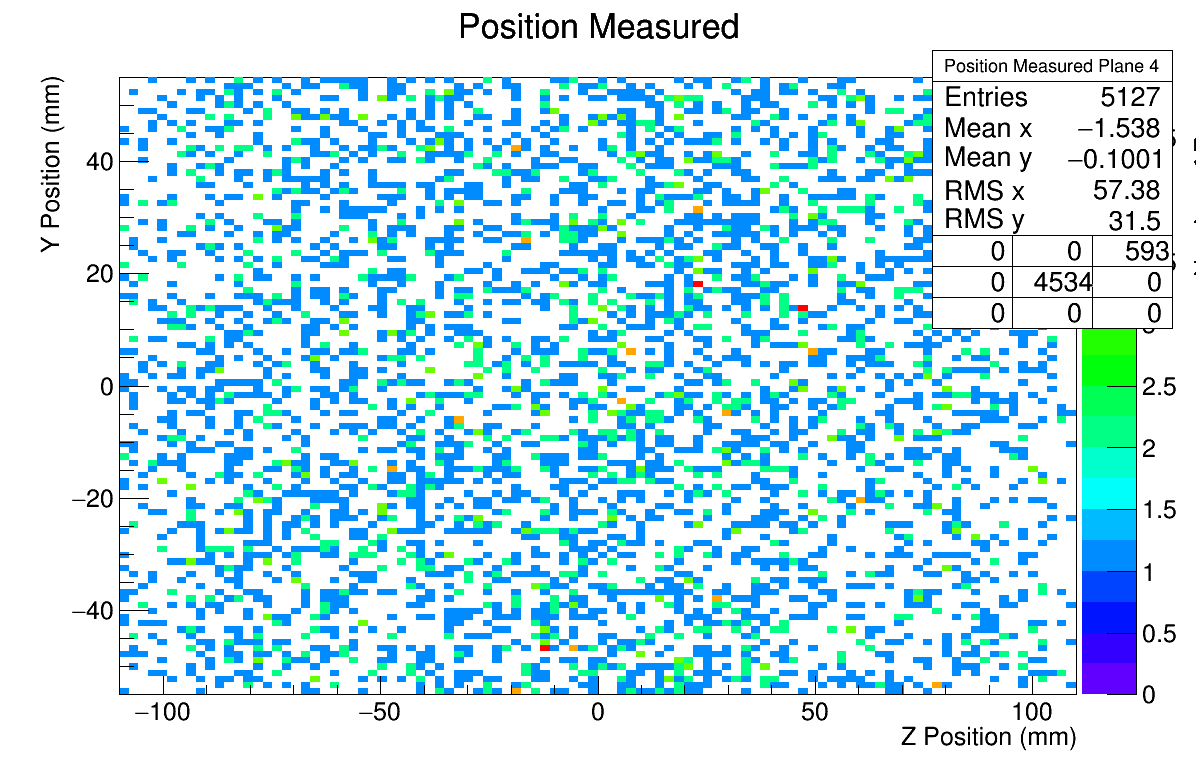 Position Measured
Position Measured Plane 4
Entries 5127
Mean x −1.538
Mean y −0.1001
RMS x 57.38
RMS y 31.5
0 0 593
0 4534 0
0 0 0
Y Position (mm)
40
20
0
−20
−40
2.5
2
1.5
1
0.5
0
−100 −50 0 50 100
Z Position (mm)